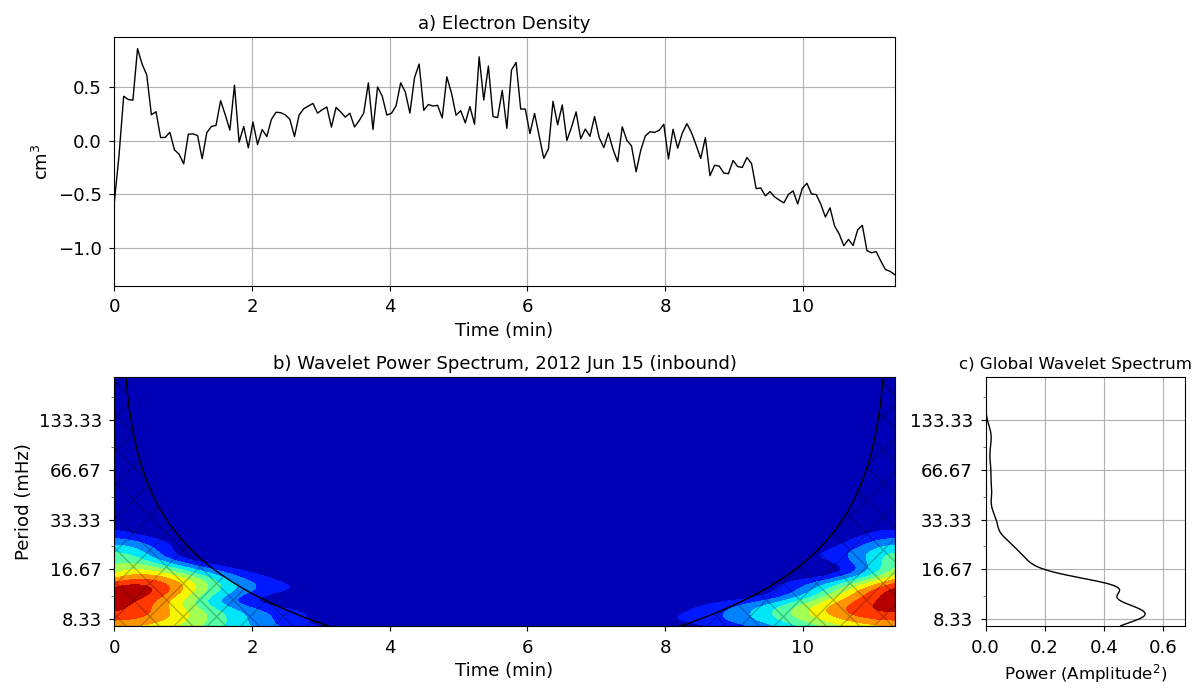 a) Electron Density
0.5
0.0
−0.5
−1.0
cm³
0 2 4 6 8 10
Time (min)
b) Wavelet Power Spectrum, 2012 Jun 15 (inbound)
133.33
66.67
33.33
16.67
8.33
Period (mHz)
0 2 4 6 8 10
Time (min)
c) Global Wavelet Spectrum
133.33
66.67
33.33
16.67
8.33
0.0 0.2 0.4 0.6
Power (Amplitude²)